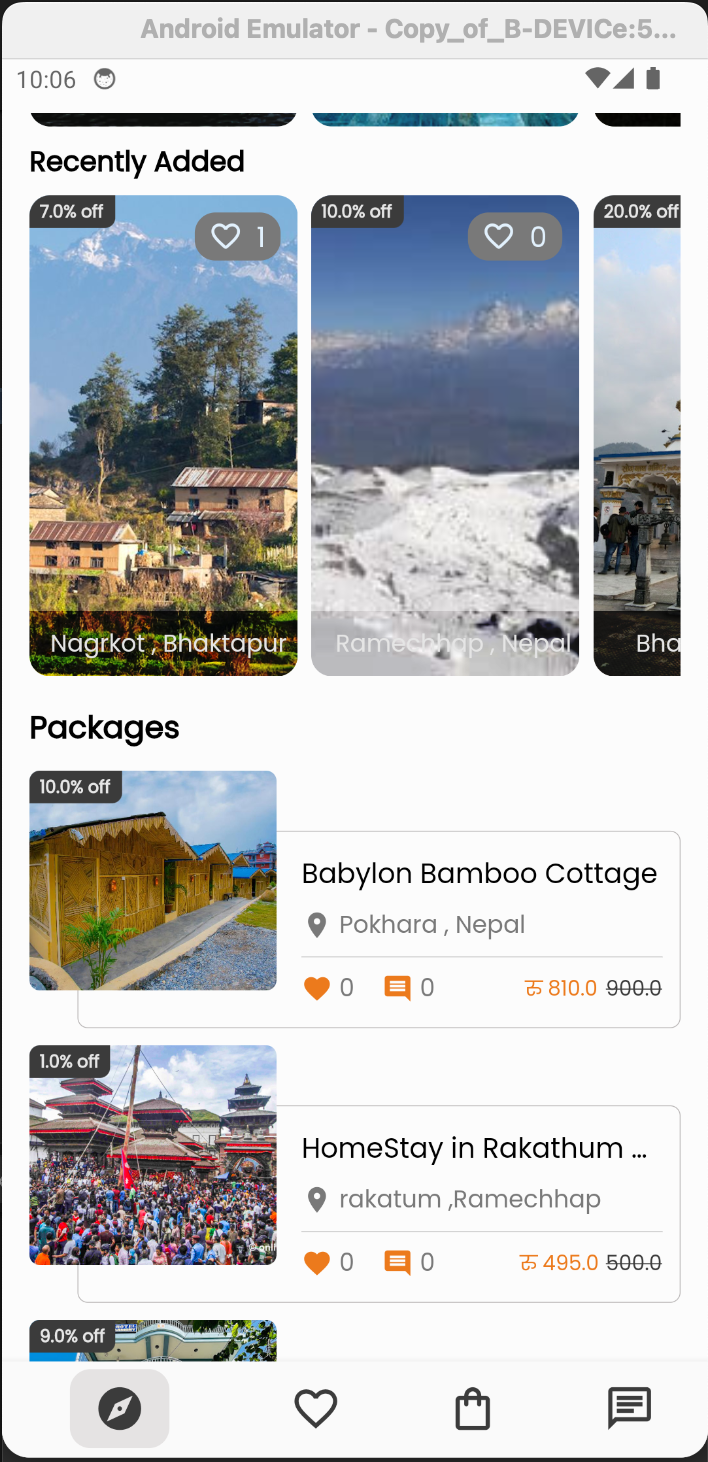 Android Emulator - Copy_of_B-DEVICe:5...
10:06
Recently Added
7.0% off
1
10.0% off
0
20.0% off
Nagrkot , Bhaktapur
Ramechhap , Nepal
Bha
Packages
10.0% off
Babylon Bamboo Cottage
Pokhara , Nepal
0
0
रु 810.0 900.0
1.0% off
HomeStay in Rakathum ...
rakatum ,Ramechhap
0
0
रु 495.0 500.0
9.0% off